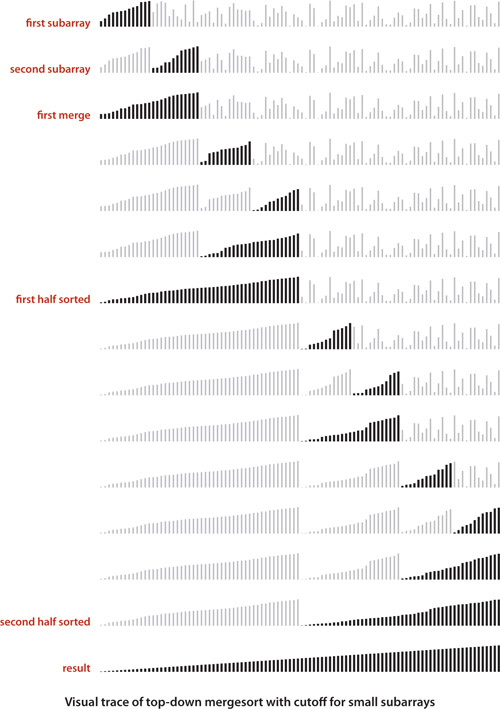 first subarray
second subarray
first merge
first half sorted
second half sorted
result
Visual trace of top-down mergesort with cutoff for small subarrays